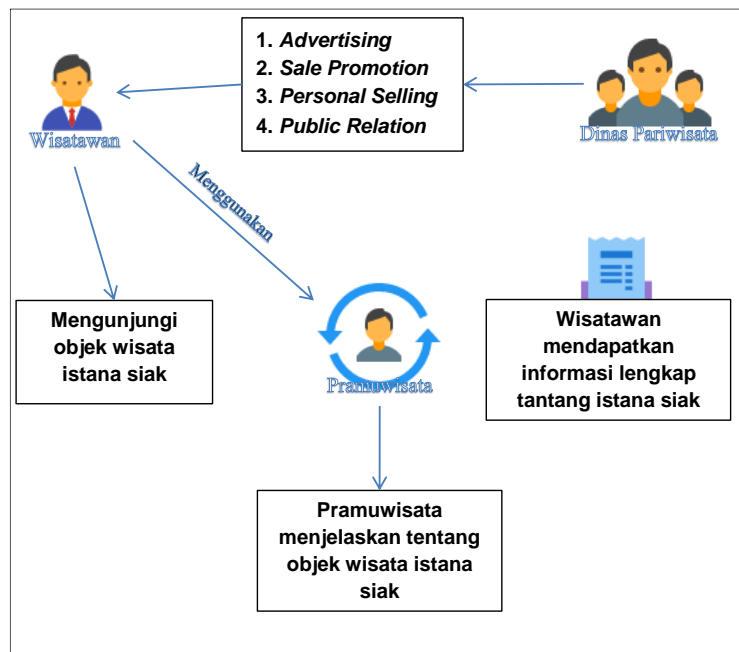 1. Advertising
2. Sale Promotion
3. Personal Selling
4. Public Relation
Wisatawan
Dinas Pariwisata
Menggunakan
Mengunjungi
objek wisata
istana siak
Pramuwisata
Wisatawan
mendapatkan
informasi lengkap
tantang istana siak
Pramuwisata
menjelaskan tentang
objek wisata istana
siak